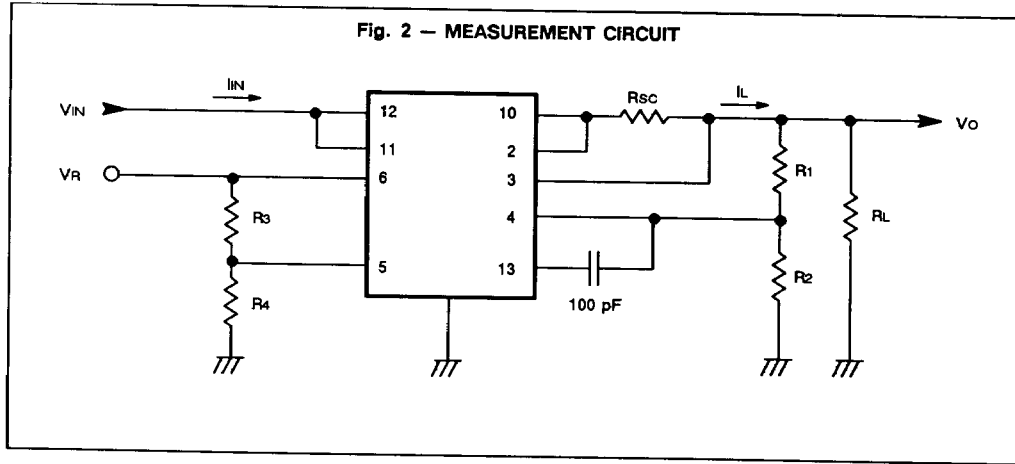 Fig. 2 – MEASUREMENT CIRCUIT
IIN
VIN
VR
R3
R4
12
11
6
5
10
2
3
4
13
RSC
IL
VO
R1
R2
RL
100 pF